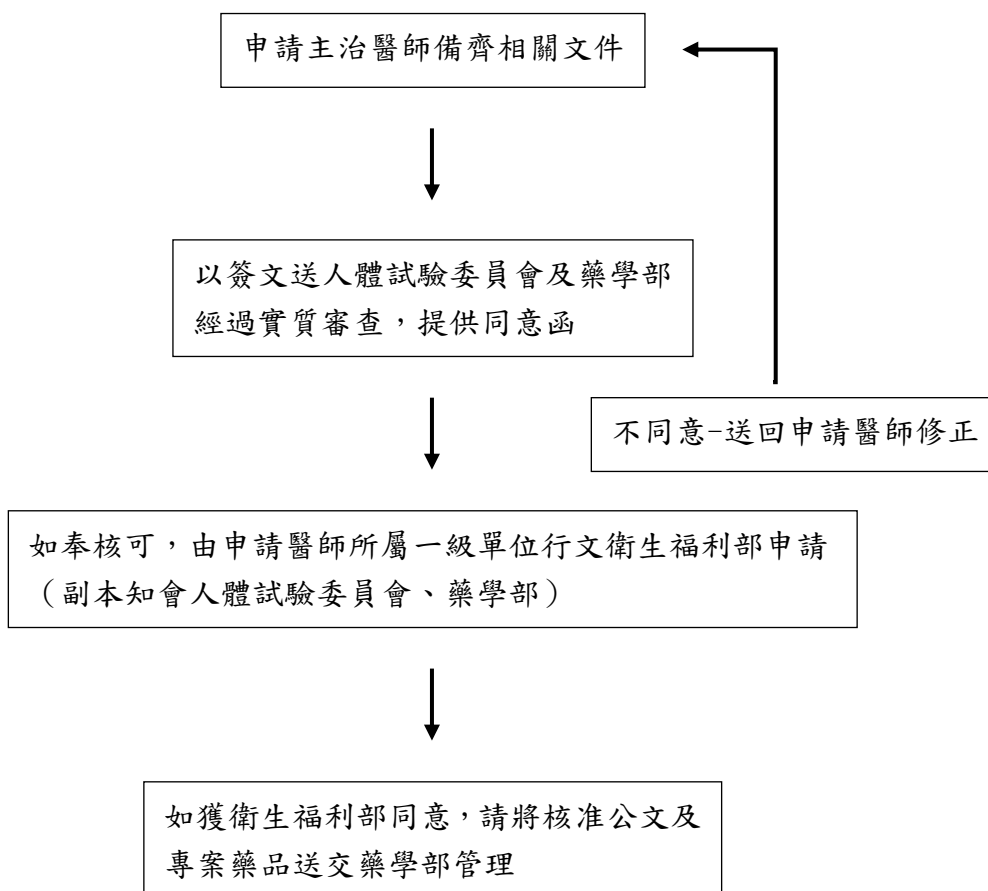 申請主治醫師備齊相關文件
以簽文送人體試驗委員會及藥學部
經過實質審查，提供同意函
不同意-送回申請醫師修正
如奉核可，由申請醫師所屬一級單位行文衛生福利部申請
（副本知會人體試驗委員會、藥學部）
如獲衛生福利部同意，請將核准公文及
專案藥品送交藥學部管理